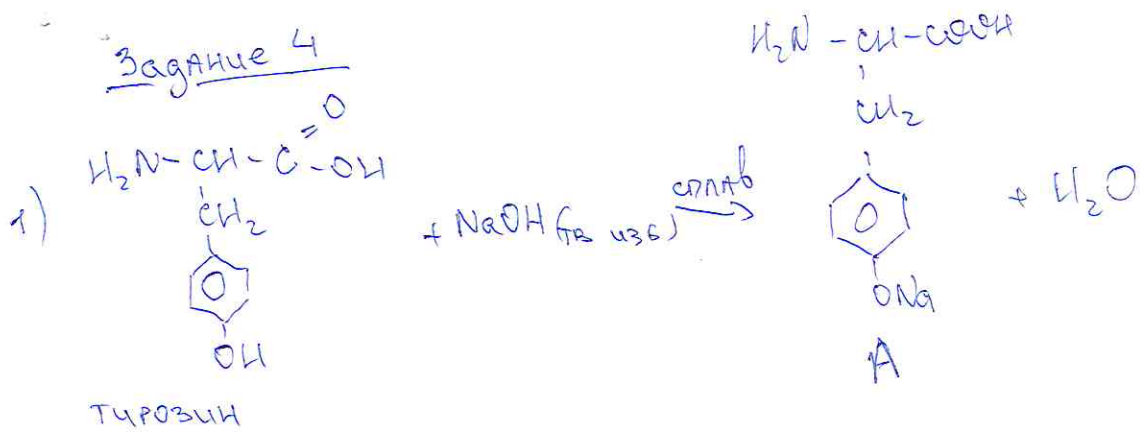 Задание 4
H₂N – CH – COOH
CH₂
ONa
A
+ H₂O
1)
H₂N – CH – C – OH
= O
CH₂
OH
тирозин
+ NaOH (тв изб) сплав →